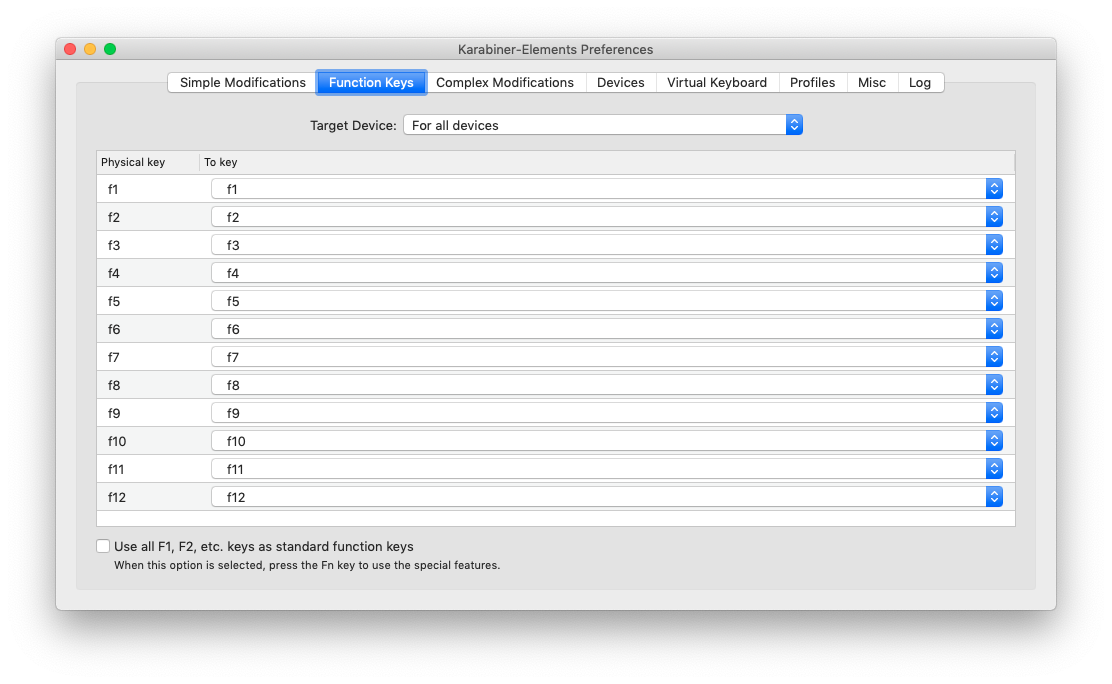 Karabiner-Elements Preferences
Simple Modifications Function Keys Complex Modifications Devices Virtual Keyboard Profiles Misc Log
Target Device: For all devices
Physical key To key
f1 f1
f2 f2
f3 f3
f4 f4
f5 f5
f6 f6
f7 f7
f8 f8
f9 f9
f10 f10
f11 f11
f12 f12
Use all F1, F2, etc. keys as standard function keys
When this option is selected, press the Fn key to use the special features.